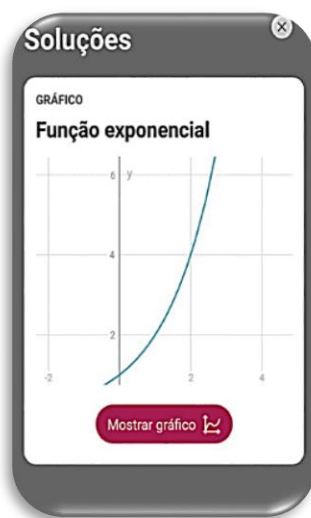 Soluções
GRÁFICO
Função exponencial
6 y
4
2
-2 2 4
Mostrar gráfico